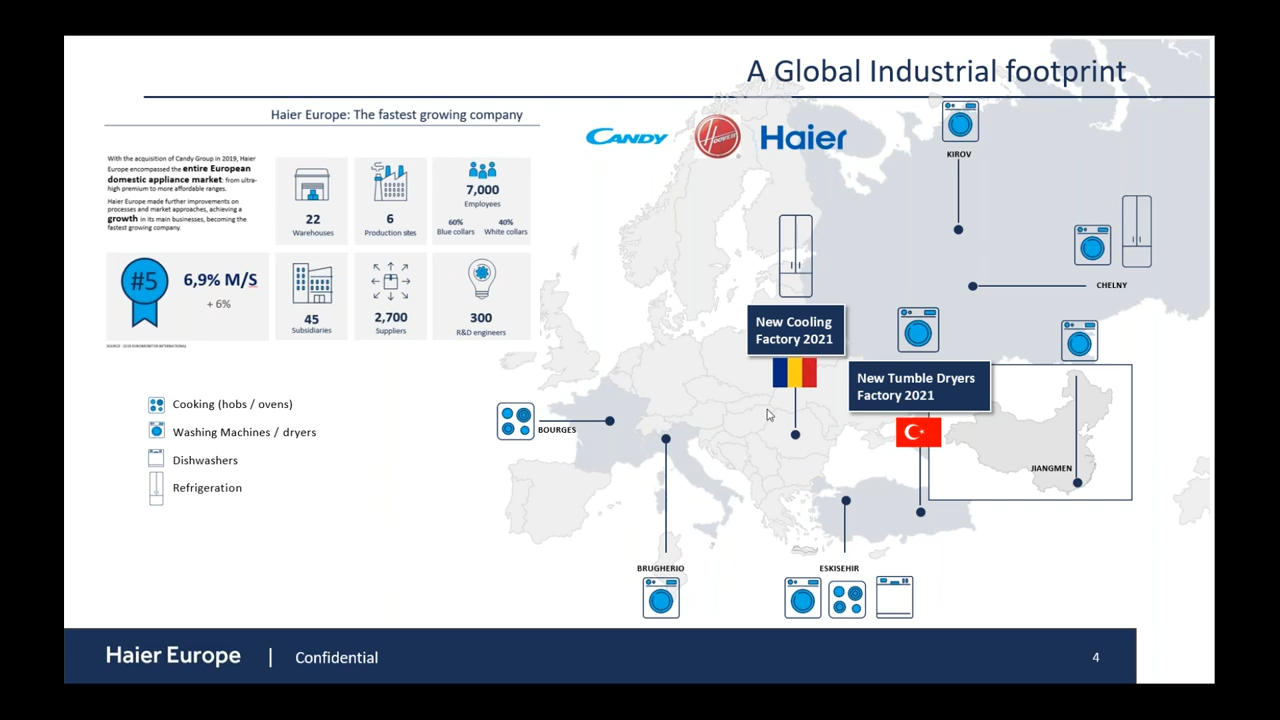 A Global Industrial footprint
Haier Europe: The fastest growing company
With the acquisition of Candy Group in 2019, Haier
Europe encompassed the entire European
domestic appliance market: from ultra-
high premium to more affordable ranges.
Haier Europe made further improvements on
processes and market approaches, achieving a
growth in its main businesses, becoming the
fastest growing company.
22
Warehouses
6
Production sites
7,000
Employees
60%
Blue collars
40%
White collars
#5
6,9% M/S
+ 6%
45
Subsidiaries
2,700
Suppliers
300
R&D engineers
SOURCE: 2020 EUROMONITOR INTERNATIONAL
CANDY
HOOVER
Haier
KIROV
CHELNY
New Cooling
Factory 2021
New Tumble Dryers
Factory 2021
JIANGMEN
BOURGES
BRUGHERIO
ESKISEHIR
Cooking (hobs / ovens)
Washing Machines / dryers
Dishwashers
Refrigeration
Haier Europe | Confidential
4